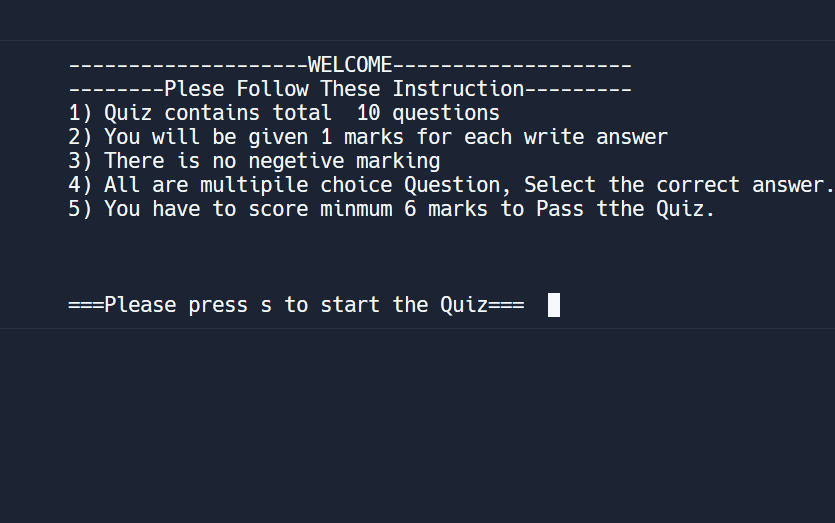 --------------------WELCOME--------------------
--------Plese Follow These Instruction---------
1) Quiz contains total  10 questions
2) You will be given 1 marks for each write answer
3) There is no negetive marking
4) All are multipile choice Question, Select the correct answer.
5) You have to score minmum 6 marks to Pass tthe Quiz.
===Please press s to start the Quiz===